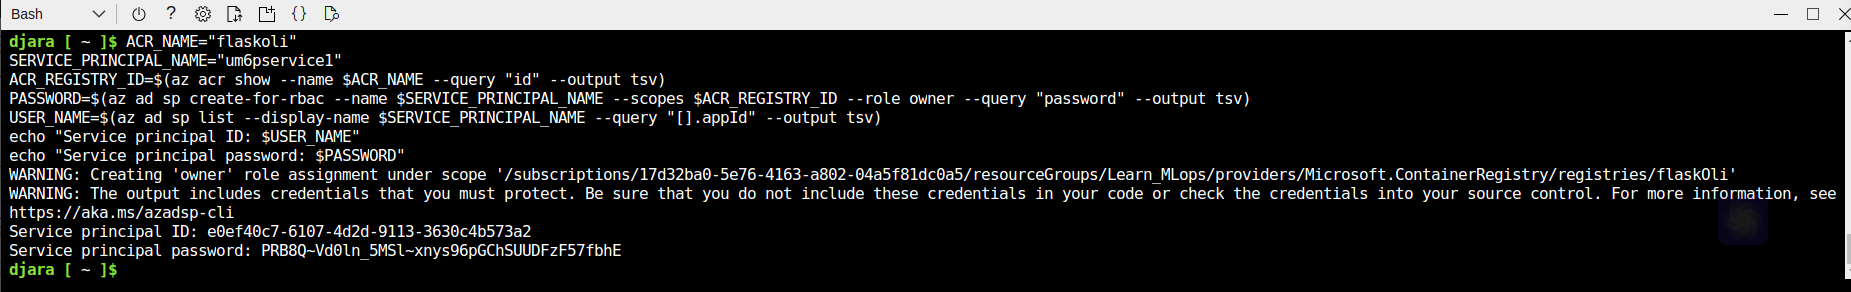 Bash
djara [ ~ ]$ ACR_NAME="flaskoli"
SERVICE_PRINCIPAL_NAME="um6pservice1"
ACR_REGISTRY_ID=$(az acr show --name $ACR_NAME --query "id" --output tsv)
PASSWORD=$(az ad sp create-for-rbac --name $SERVICE_PRINCIPAL_NAME --scopes $ACR_REGISTRY_ID --role owner --query "password" --output tsv)
USER_NAME=$(az ad sp list --display-name $SERVICE_PRINCIPAL_NAME --query "[].appId" --output tsv)
echo "Service principal ID: $USER_NAME"
echo "Service principal password: $PASSWORD"
WARNING: Creating 'owner' role assignment under scope '/subscriptions/17d32ba0-5e76-4163-a802-04a5f81dc0a5/resourceGroups/Learn_MLops/providers/Microsoft.ContainerRegistry/registries/flaskOli'
WARNING: The output includes credentials that you must protect. Be sure that you do not include these credentials in your code or check the credentials into your source control. For more information, see
https://aka.ms/azadsp-cli
Service principal ID: e0ef40c7-6107-4d2d-9113-3630c4b573a2
Service principal password: PRB8Q~Vd0ln_5MSl~xnys96pGChSUUDFzF57fbhE
djara [ ~ ]$